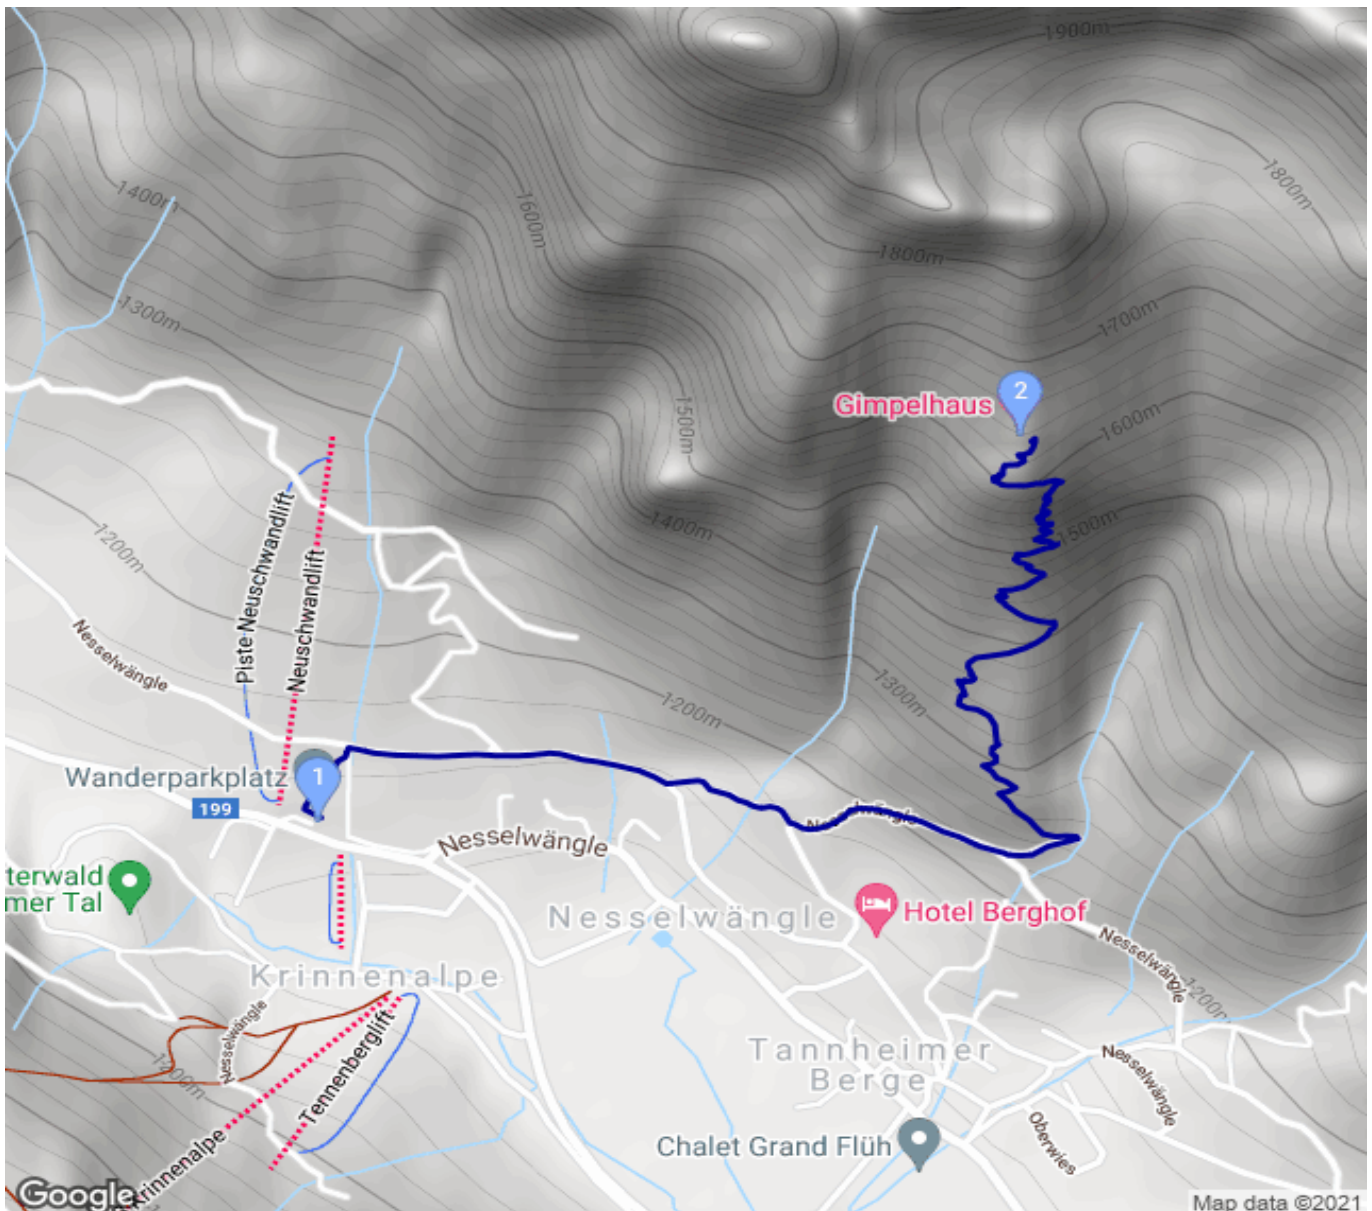 1900m
1800m
1400m
1600m
1800m
1300m
1700m
2
Gimpelhaus
1500m
1600m
1400m
1500m
1200m
Piste Neuschwandlift
Neuschwandlift
Nesselwängle
1300m
1200m
Wanderparkplatz
1
199
Nesselwängle
Nesselwängle
terwald
mer Tal
Nesselwängle
Hotel Berghof
Nesselwängle
Krinnenalpe
1200m
Nesselwängle
Tennenberglift
1200m
Tannheimer
Berge
Nesselwängle
Oberwies
Krinnenalpe
Chalet Grand Flüh
Google
Map data ©2021